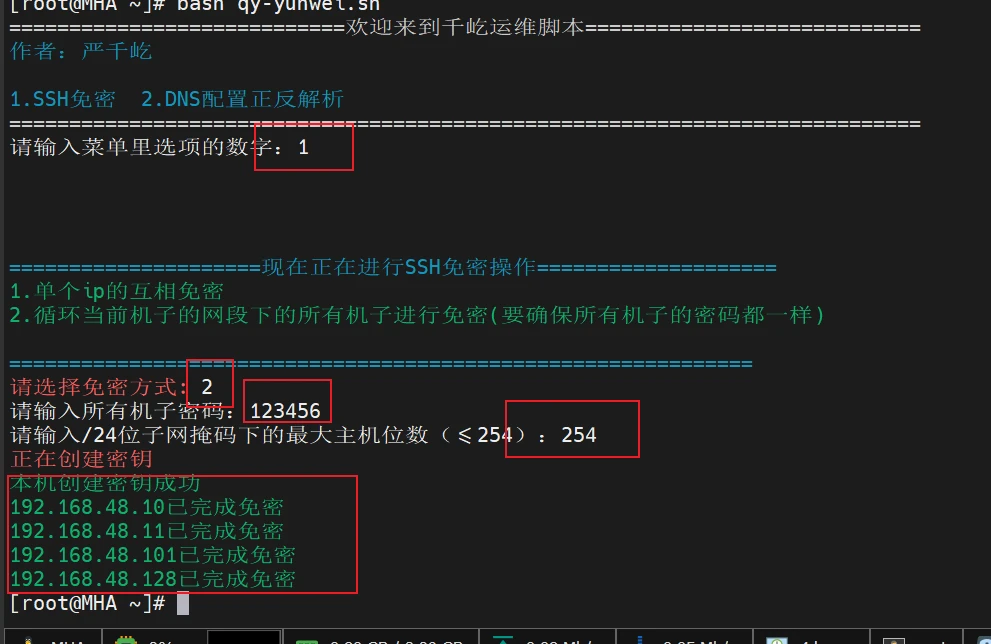 [root@MHA ~]# bash qy-yunwei.sh
============================欢迎来到千屹运维脚本============================
作者：严千屹
1.SSH免密  2.DNS配置正反解析
============================================================================
请输入菜单里选项的数字：1
=====================现在正在进行SSH免密操作====================
1.单个ip的互相免密
2.循环当前机子的网段下的所有机子进行免密(要确保所有机子的密码都一样)
==============================================================
请选择免密方式：2
请输入所有机子密码：123456
请输入/24位子网掩码下的最大主机位数（≤254）：254
正在创建密钥
本机创建密钥成功
192.168.48.10已完成免密
192.168.48.11已完成免密
192.168.48.101已完成免密
192.168.48.128已完成免密
[root@MHA ~]#